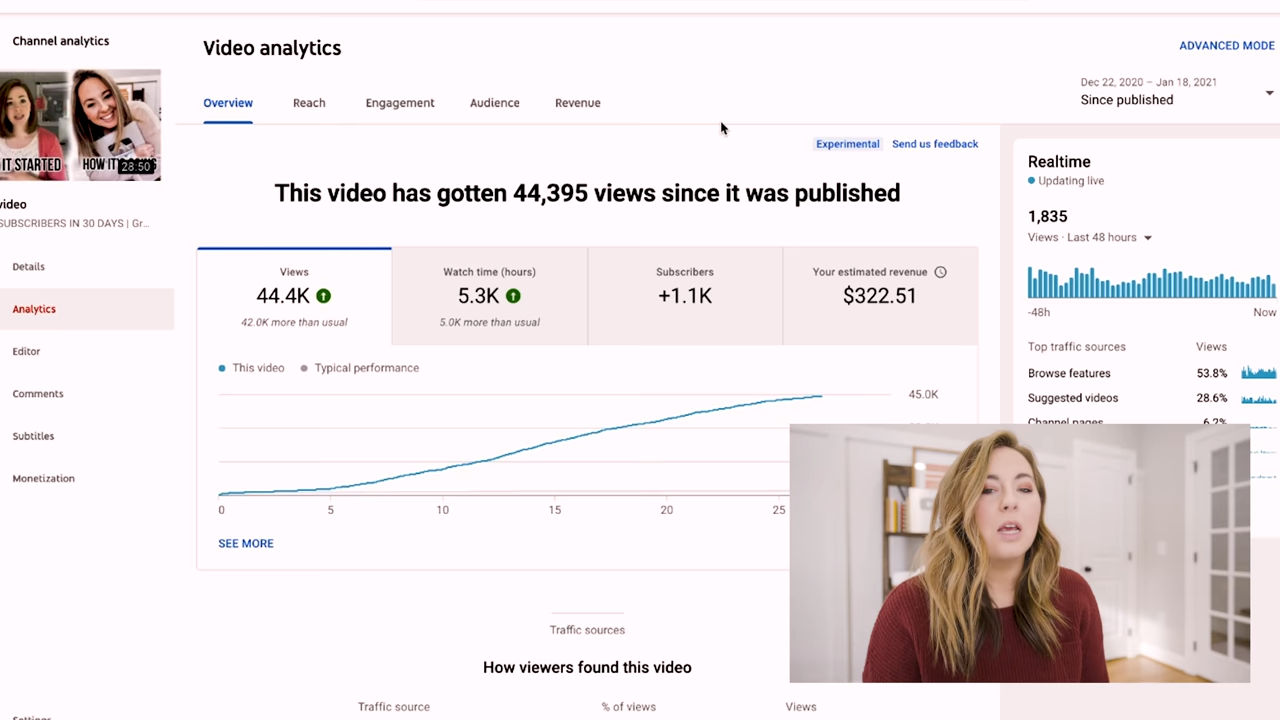 Channel analytics
Video analytics
ADVANCED MODE
Dec 22, 2020 – Jan 18, 2021
Since published
Overview
Reach
Engagement
Audience
Revenue
Experimental
Send us feedback
IT STARTED
28:50
video
SUBSCRIBERS IN 30 DAYS | Gr...
Details
Analytics
Editor
Comments
Subtitles
Monetization
This video has gotten 44,395 views since it was published
Views
44.4K
42.0K more than usual
Watch time (hours)
5.3K
5.0K more than usual
Subscribers
+1.1K
Your estimated revenue
$322.51
This video
Typical performance
45.0K
0
5
10
15
20
25
SEE MORE
Traffic sources
How viewers found this video
Traffic source
% of views
Views
Realtime
Updating live
1,835
Views · Last 48 hours
-48h
Now
Top traffic sources
Views
Browse features
53.8%
Suggested videos
28.6%
Channel pages
6.2%